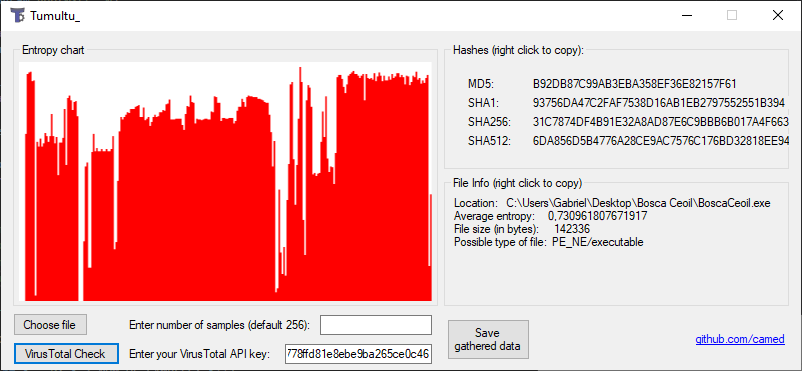 Tumultu_
Entropy chart
Hashes (right click to copy):
MD5: B92DB87C99AB3EBA358EF36E82157F61
SHA1: 93756DA47C2FAF7538D16AB1EB2797552551B394
SHA256: 31C7874DF4B91E32A8AD87E6C9BBB6B017A4F663
SHA512: 6DA856D5B4776A28CE9AC7576C176BD32818EE94
File Info (right click to copy)
Location: C:\Users\Gabriel\Desktop\Bosca Ceoil\BoscaCeoil.exe
Average entropy: 0,730961807671917
File size (in bytes): 142336
Possible type of file: PE_NE/executable
Choose file
Enter number of samples (default 256):
VirusTotal Check
Enter your VirusTotal API key: 778ffd81e8ebe9ba265ce0c46
Save
gathered data
github.com/camed